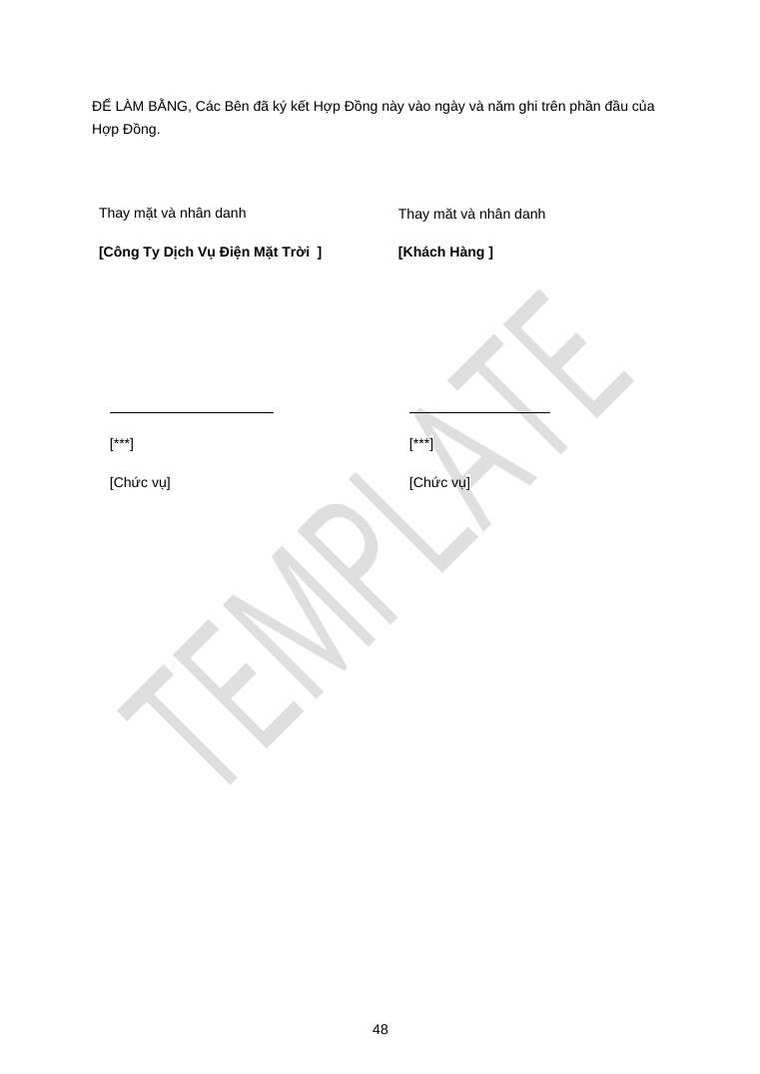 ĐỂ LÀM BẰNG, Các Bên đã ký kết Hợp Đồng này vào ngày và năm ghi trên phần đầu của
Hợp Đồng.
Thay mặt và nhân danh
[Công Ty Dịch Vụ Điện Mặt Trời ]
[***]
[Chức vụ]
Thay măt và nhân danh
[Khách Hàng ]
[***]
[Chức vụ]
TEMPLATE
48